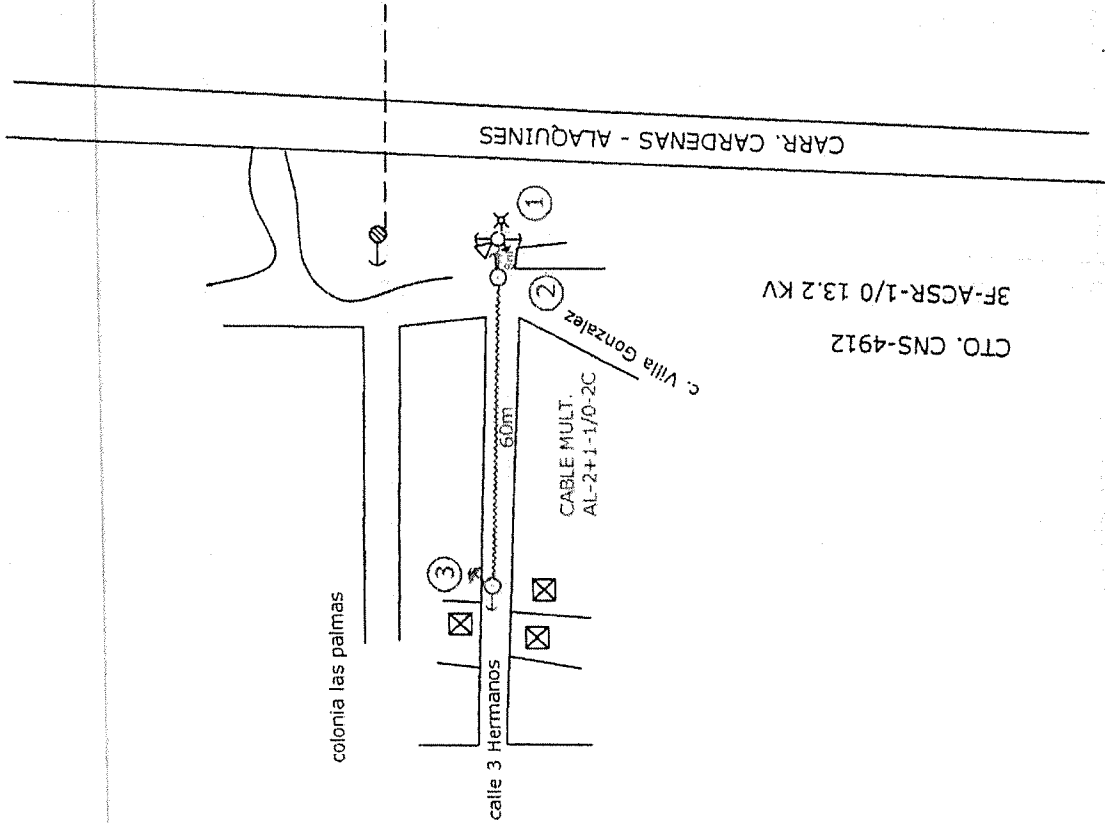 CARR. CARDENAS - ALAQUINES
1
2
c. Villa Gonzalez
3F-ACSR-1/0 13.2 KV
CTO. CNS-4912
60m
CABLE MULT.
AL-2+1-1/0-2C
3
colonia las palmas
calle 3 Hermanos